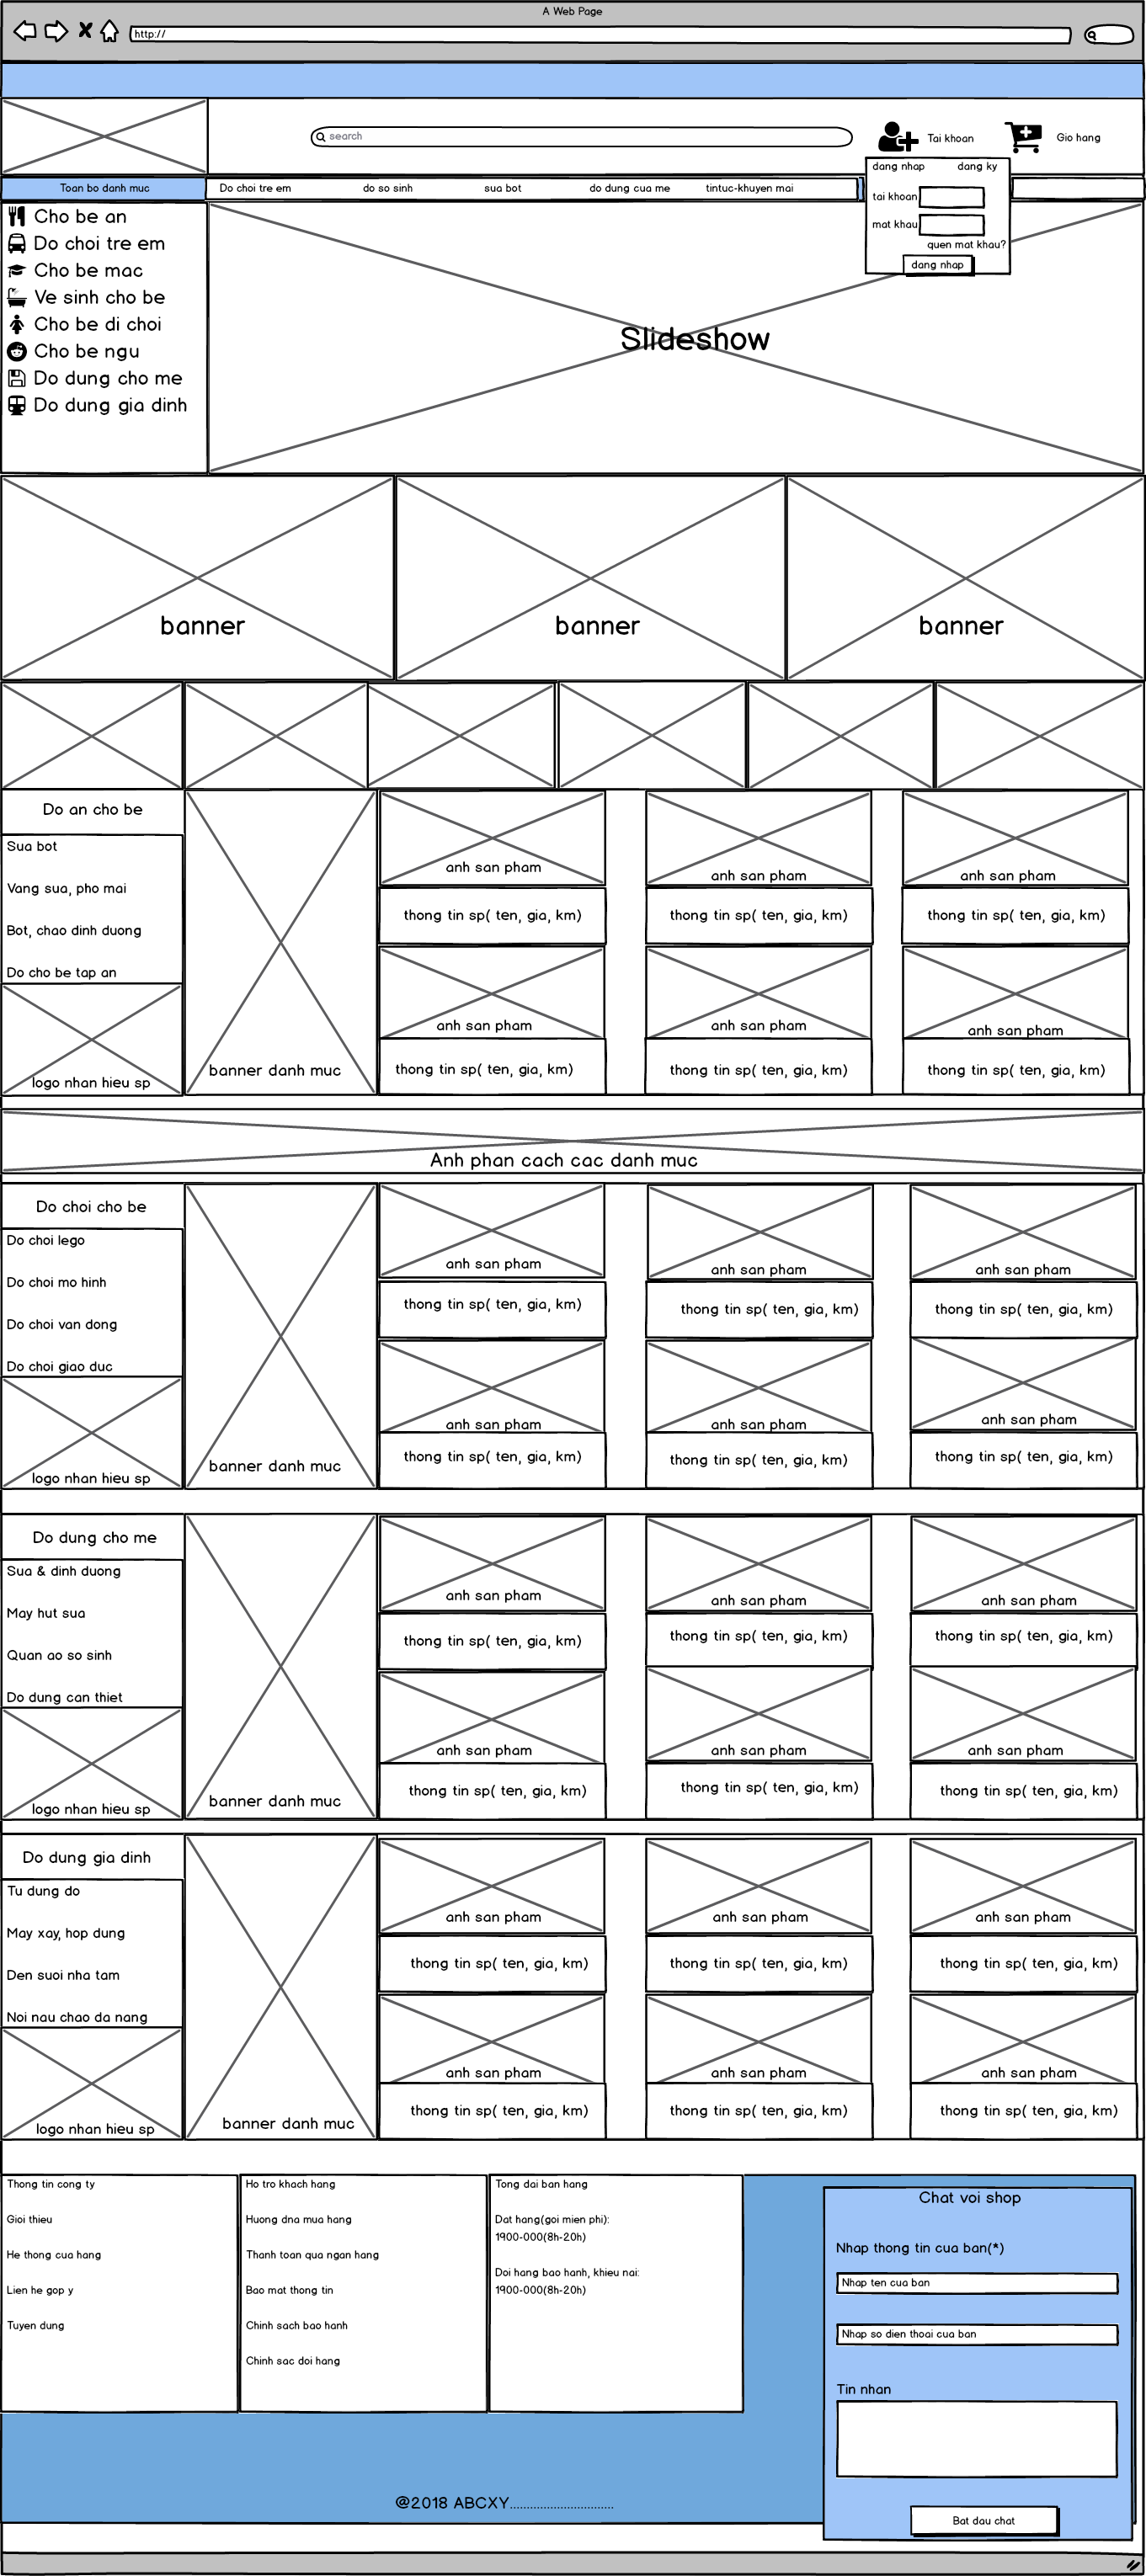 A Web Page
http://
search
Tai khoan
Gio hang
dang nhap
dang ky
tai khoan
mat khau
quen mat khau?
dang nhap
Toan bo danh muc
Do choi tre em
do so sinh
sua bot
do dung cua me
tintuc-khuyen mai
Cho be an
Do choi tre em
Cho be mac
Ve sinh cho be
Cho be di choi
Cho be ngu
Do dung cho me
Do dung gia dinh
Slideshow
banner
banner
banner
Do an cho be
Sua bot
Vang sua, pho mai
Bot, chao dinh duong
Do cho be tap an
logo nhan hieu sp
banner danh muc
anh san pham
anh san pham
anh san pham
thong tin sp( ten, gia, km)
thong tin sp( ten, gia, km)
thong tin sp( ten, gia, km)
anh san pham
anh san pham
anh san pham
thong tin sp( ten, gia, km)
thong tin sp( ten, gia, km)
thong tin sp( ten, gia, km)
Anh phan cach cac danh muc
Do choi cho be
Do choi lego
Do choi mo hinh
Do choi van dong
Do choi giao duc
logo nhan hieu sp
banner danh muc
anh san pham
anh san pham
anh san pham
thong tin sp( ten, gia, km)
thong tin sp( ten, gia, km)
thong tin sp( ten, gia, km)
anh san pham
anh san pham
anh san pham
thong tin sp( ten, gia, km)
thong tin sp( ten, gia, km)
thong tin sp( ten, gia, km)
Do dung cho me
Sua & dinh duong
May hut sua
Quan ao so sinh
Do dung can thiet
logo nhan hieu sp
banner danh muc
anh san pham
anh san pham
anh san pham
thong tin sp( ten, gia, km)
thong tin sp( ten, gia, km)
thong tin sp( ten, gia, km)
anh san pham
anh san pham
anh san pham
thong tin sp( ten, gia, km)
thong tin sp( ten, gia, km)
thong tin sp( ten, gia, km)
Do dung gia dinh
Tu dung do
May xay, hop dung
Den suoi nha tam
Noi nau chao da nang
logo nhan hieu sp
banner danh muc
anh san pham
anh san pham
anh san pham
thong tin sp( ten, gia, km)
thong tin sp( ten, gia, km)
thong tin sp( ten, gia, km)
anh san pham
anh san pham
anh san pham
thong tin sp( ten, gia, km)
thong tin sp( ten, gia, km)
thong tin sp( ten, gia, km)
Thong tin cong ty
Gioi thieu
He thong cua hang
Lien he gop y
Tuyen dung
Ho tro khach hang
Huong dna mua hang
Thanh toan qua ngan hang
Bao mat thong tin
Chinh sach bao hanh
Chinh sac doi hang
Tong dai ban hang
Dat hang(goi mien phi):
1900-000(8h-20h)
Doi hang bao hanh, khieu nai:
1900-000(8h-20h)
Chat voi shop
Nhap thong tin cua ban(*)
Nhap ten cua ban
Nhap so dien thoai cua ban
Tin nhan
Bat dau chat
@2018 ABCXY...............................